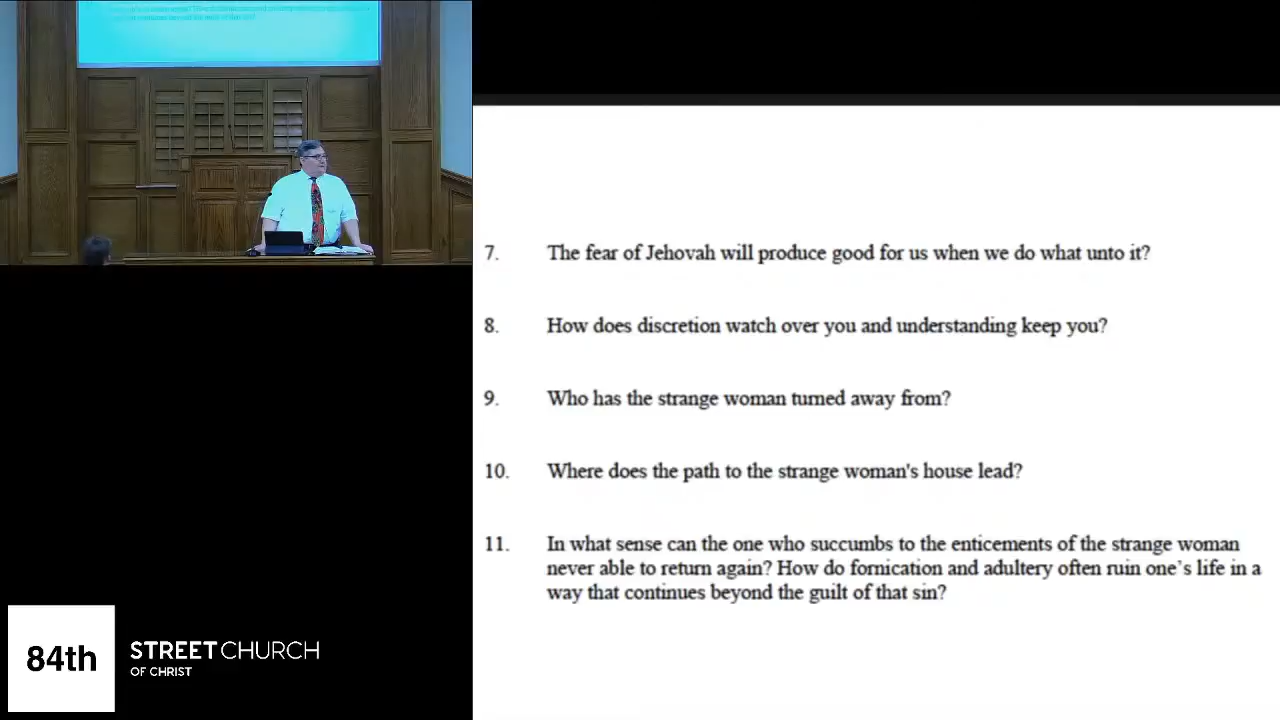 7. The fear of Jehovah will produce good for us when we do what unto it?
8. How does discretion watch over you and understanding keep you?
9. Who has the strange woman turned away from?
10. Where does the path to the strange woman's house lead?
11. In what sense can the one who succumbs to the enticements of the strange woman
never able to return again? How do fornication and adultery often ruin one's life in a
way that continues beyond the guilt of that sin?
84th
STREET CHURCH
OF CHRIST